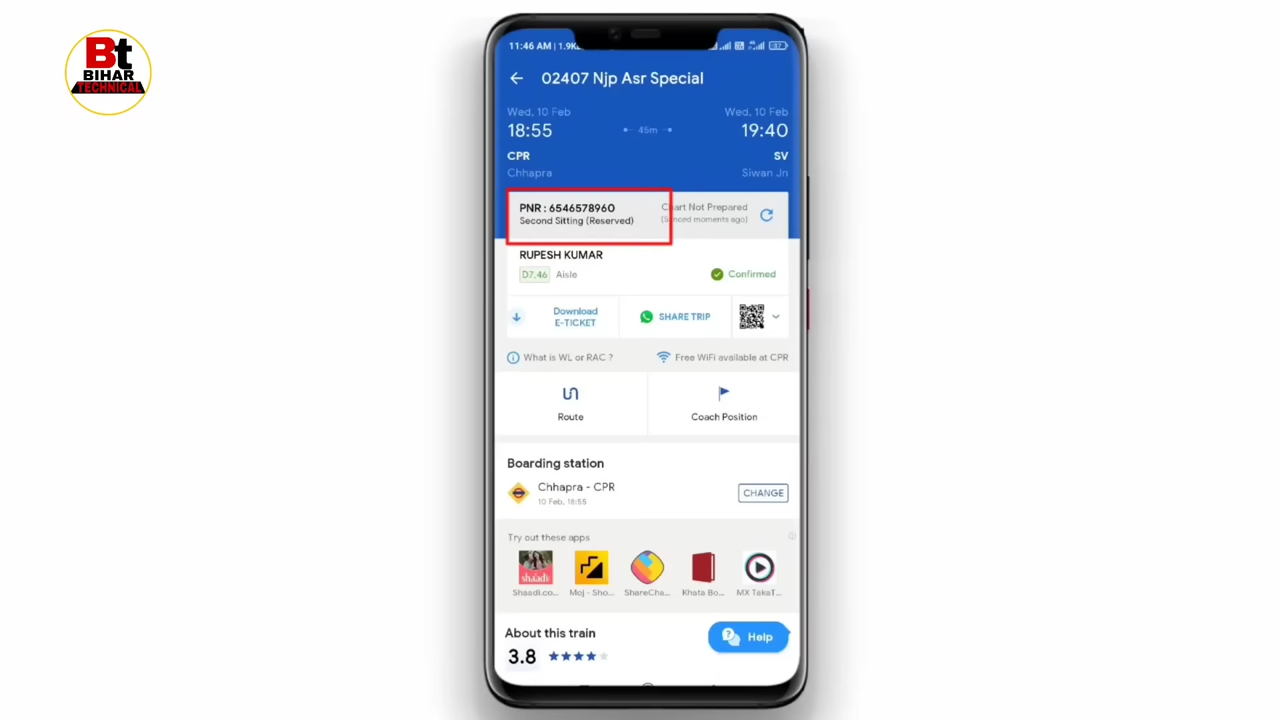 Bt
BIHAR
TECHNICAL
11:46 AM | 1.9K
02407 Njp Asr Special
Wed, 10 Feb
Wed, 10 Feb
18:55
45m
19:40
CPR
SV
Chhapra
Siwan Jn
PNR : 6546578960
Second Sitting (Reserved)
Chart Not Prepared
(Synced moments ago)
RUPESH KUMAR
D7,46 Aisle
Confirmed
Download
E-TICKET
SHARE TRIP
What is WL or RAC ?
Free WiFi available at CPR
Route
Coach Position
Boarding station
Chhapra - CPR
10 Feb, 18:55
CHANGE
Try out these apps
shaadi
Shaadi.co...
Moj - Sho...
ShareCha...
Khata Bo...
MX TakaT...
About this train
3.8
Help